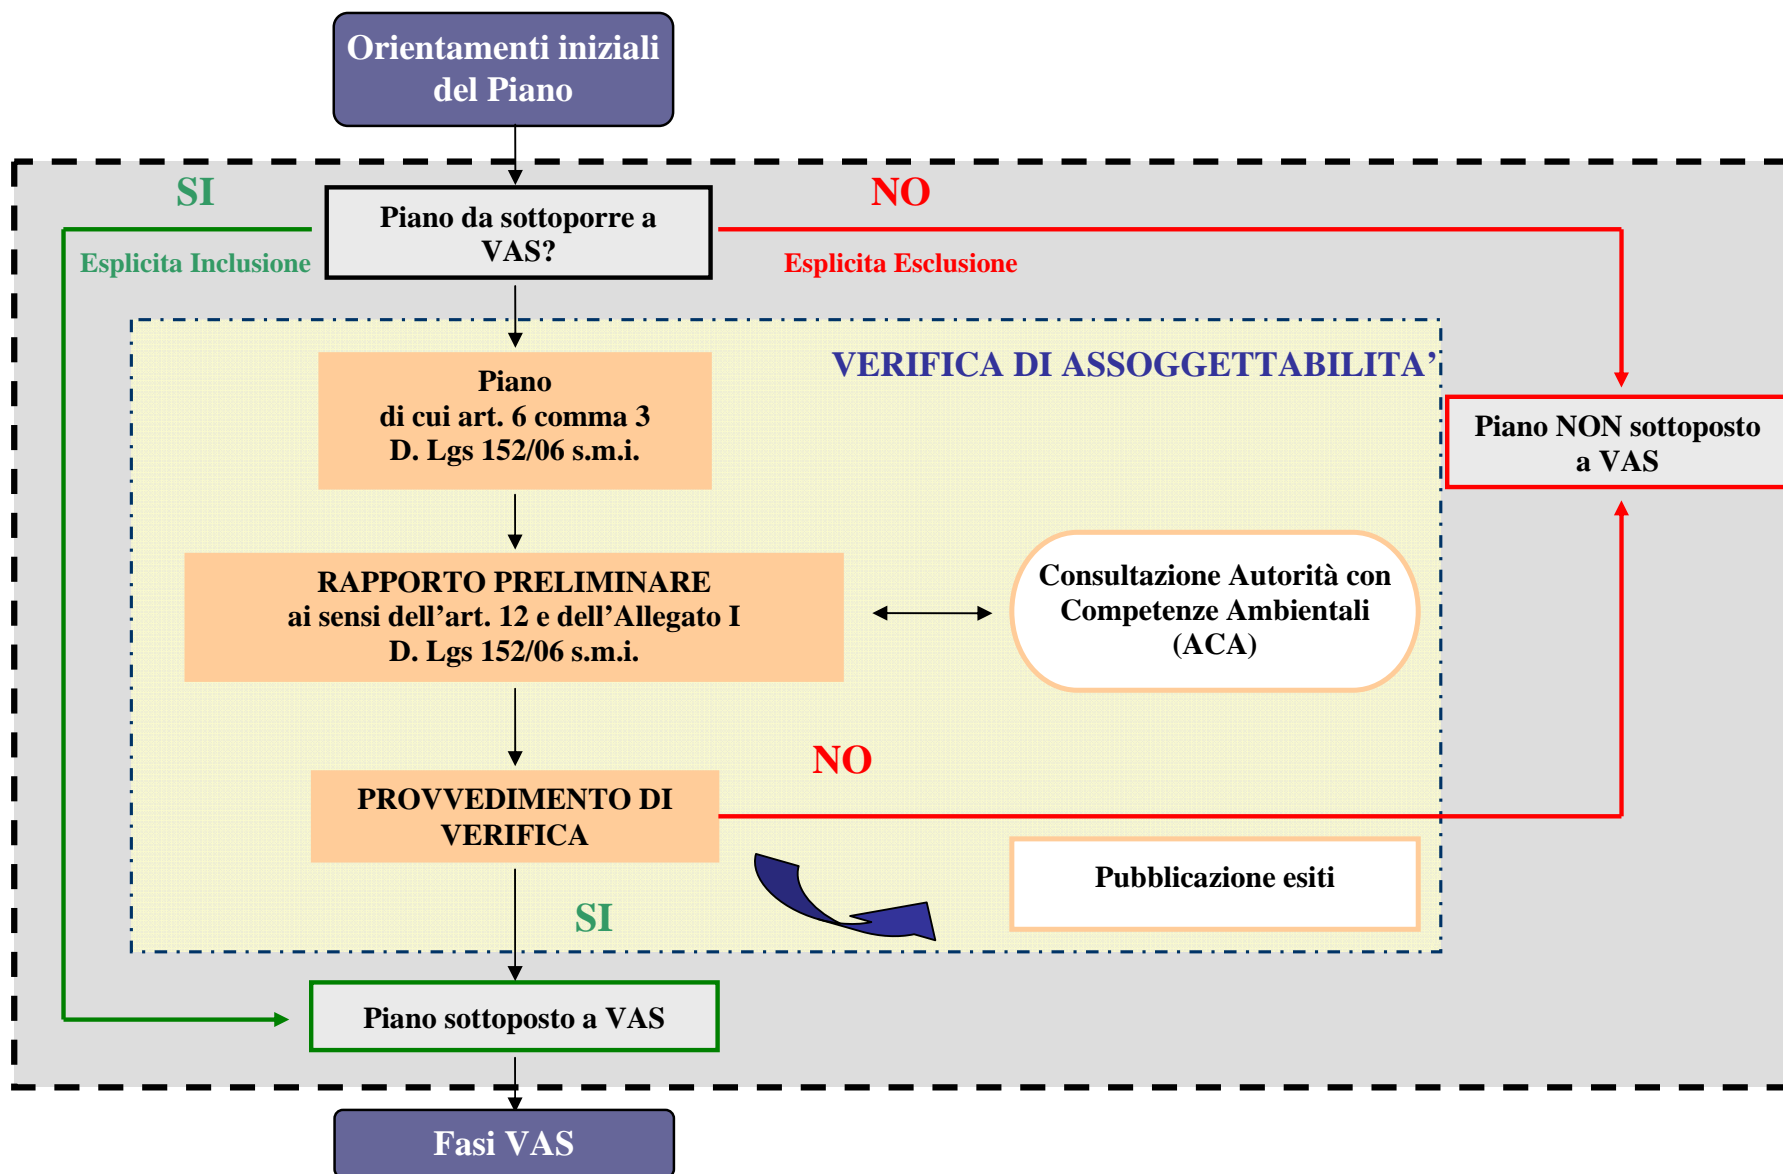 Orientamenti iniziali
del Piano
SI
NO
Piano da sottoporre a
VAS?
Esplicita Inclusione
Esplicita Esclusione
VERIFICA DI ASSOGGETTABILITA’
Piano
di cui art. 6 comma 3
D. Lgs 152/06 s.m.i.
Piano NON sottoposto
a VAS
RAPPORTO PRELIMINARE
ai sensi dell’art. 12 e dell’Allegato I
D. Lgs 152/06 s.m.i.
Consultazione Autorità con
Competenze Ambientali
(ACA)
NO
PROVVEDIMENTO DI
VERIFICA
Pubblicazione esiti
SI
Piano sottoposto a VAS
Fasi VAS